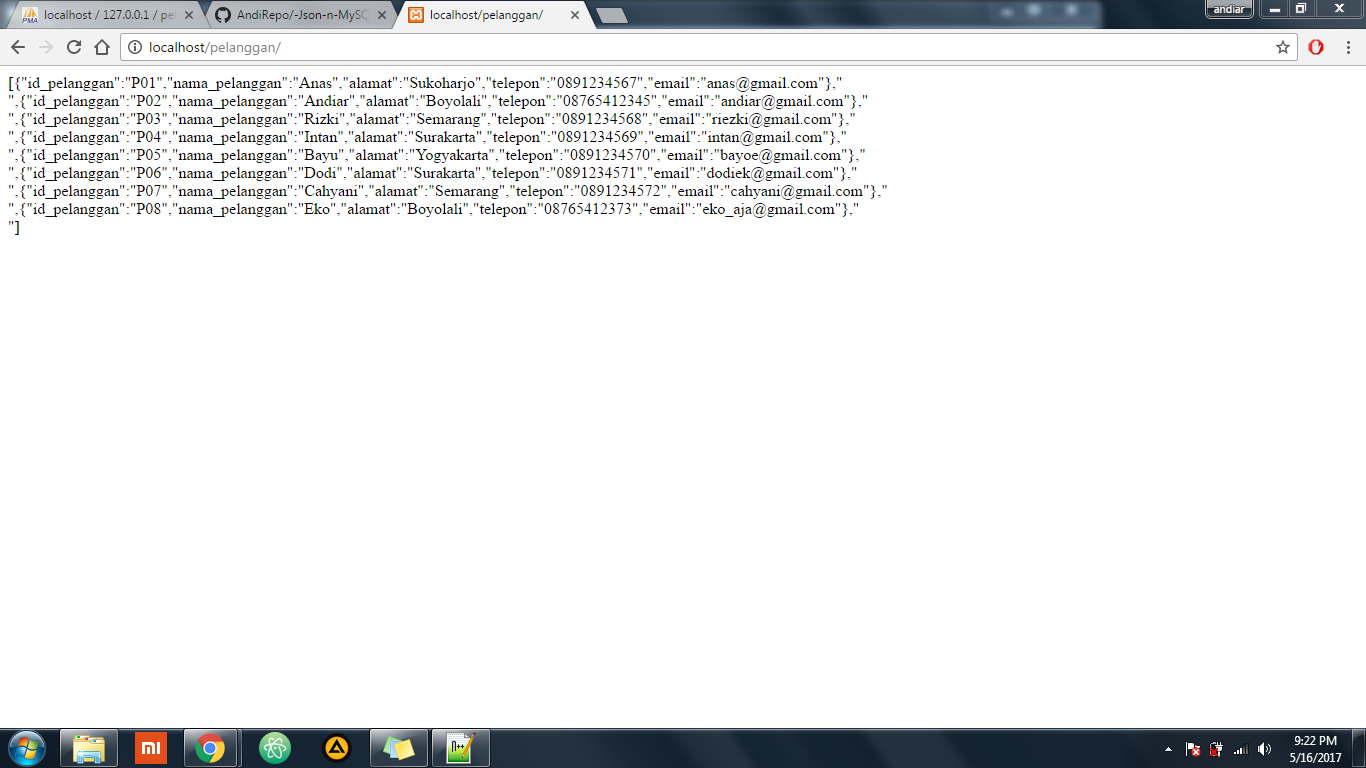 localhost / 127.0.0.1 / pe
AndiRepo/-Json-n-MySQ
localhost/pelanggan/
andiar
localhost/pelanggan/
[{"id_pelanggan":"P01","nama_pelanggan":"Anas","alamat":"Sukoharjo","telepon":"0891234567","email":"anas@gmail.com"},"
",{"id_pelanggan":"P02","nama_pelanggan":"Andiar","alamat":"Boyolali","telepon":"08765412345","email":"andiar@gmail.com"},"
",{"id_pelanggan":"P03","nama_pelanggan":"Rizki","alamat":"Semarang","telepon":"0891234568","email":"riezki@gmail.com"},"
",{"id_pelanggan":"P04","nama_pelanggan":"Intan","alamat":"Surakarta","telepon":"0891234569","email":"intan@gmail.com"},"
",{"id_pelanggan":"P05","nama_pelanggan":"Bayu","alamat":"Yogyakarta","telepon":"0891234570","email":"bayoe@gmail.com"},"
",{"id_pelanggan":"P06","nama_pelanggan":"Dodi","alamat":"Surakarta","telepon":"0891234571","email":"dodiek@gmail.com"},"
",{"id_pelanggan":"P07","nama_pelanggan":"Cahyani","alamat":"Semarang","telepon":"0891234572","email":"cahyani@gmail.com"},"
",{"id_pelanggan":"P08","nama_pelanggan":"Eko","alamat":"Boyolali","telepon":"08765412373","email":"eko_aja@gmail.com"},"
"]
9:22 PM
5/16/2017